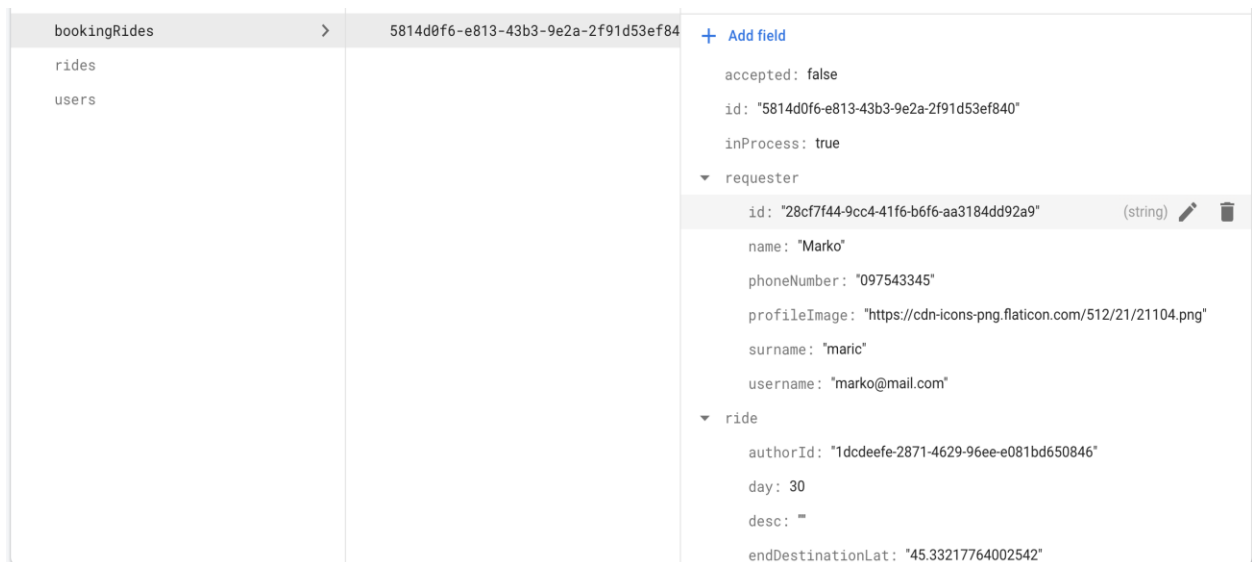 bookingRides
rides
users
5814d0f6-e813-43b3-9e2a-2f91d53ef84
+ Add field
accepted: false
id: "5814d0f6-e813-43b3-9e2a-2f91d53ef840"
inProcess: true
requester
id: "28cf7f44-9cc4-41f6-b6f6-aa3184dd92a9" (string)
name: "Marko"
phoneNumber: "097543345"
profileImage: "https://cdn-icons-png.flaticon.com/512/21/21104.png"
surname: "maric"
username: "marko@mail.com"
ride
authorId: "1dcdeefe-2871-4629-96ee-e081bd650846"
day: 30
desc: ""
endDestinationLat: "45.33217764002542"